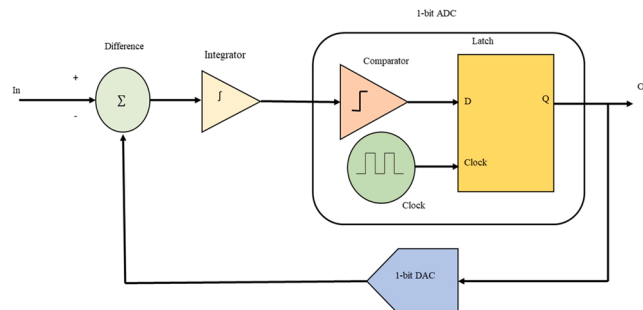 1-bit ADC
Difference
Integrator
Comparator
Latch
In
+
-
Σ
∫
D
Q
O
Clock
Clock
1-bit DAC